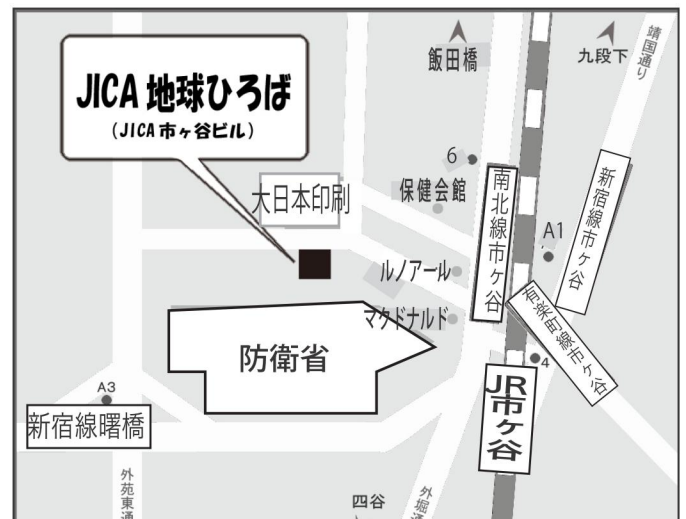 飯田橋
九段下
靖国通り
JICA 地球ひろば
(JICA市ヶ谷ビル)
6
保健会館
大日本印刷
南北線市ヶ谷
新宿線市ヶ谷
A1
ルノアール
有楽町線市ヶ谷
マクドナルド
防衛省
4
JR市ヶ谷
A3
新宿線曙橋
外苑東通
四谷
外堀通